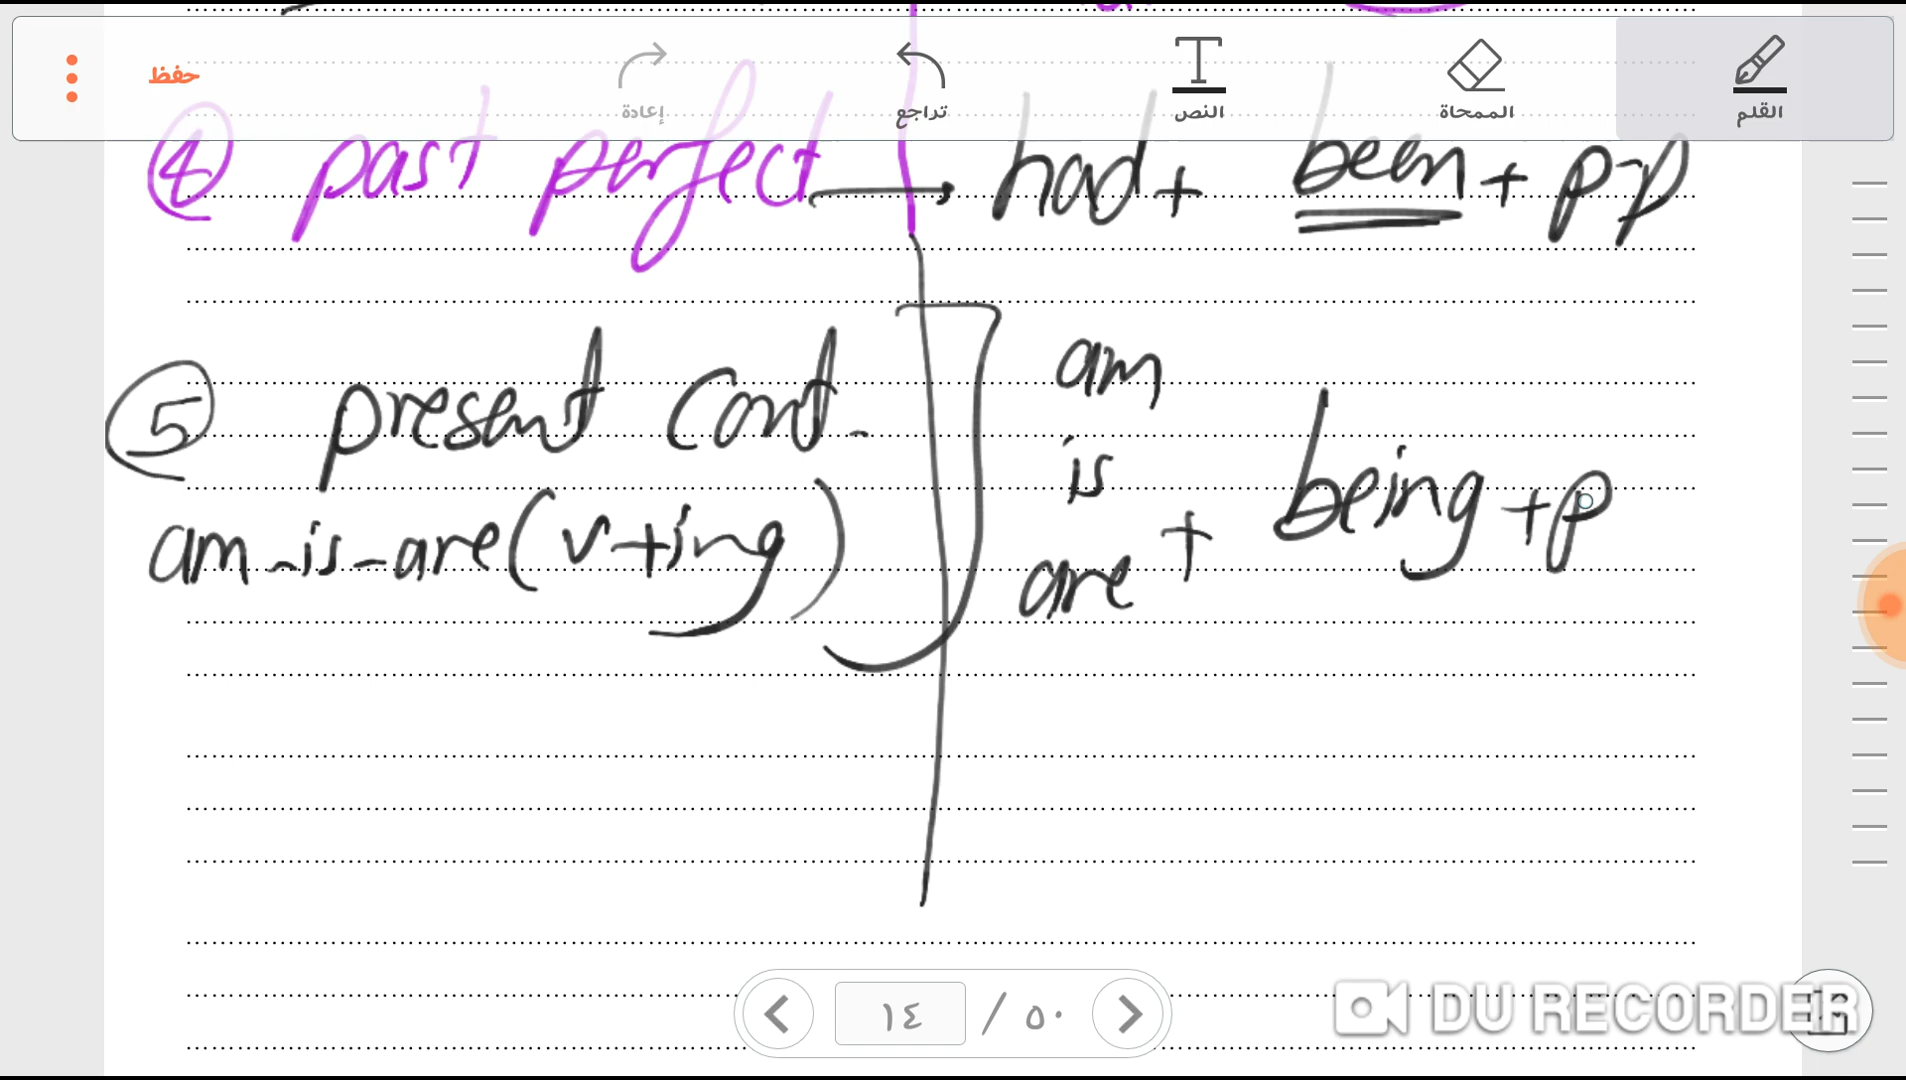 حفظ
إعادة
تراجع
النص
الممحاة
القلم
4 past perfect → had + been + p-p
5 present cont.
am - is - are (v+ing)
am
is
are + being + p
١٤ / ٥٠
DU RECORDER